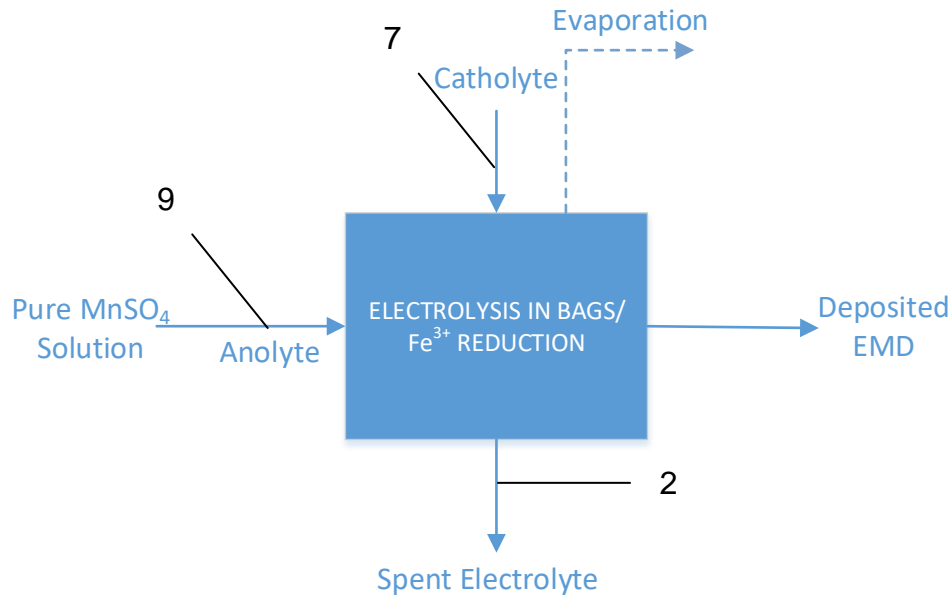 Evaporation
7
Catholyte
9
Pure MnSO₄
Solution
Anolyte
ELECTROLYSIS IN BAGS/
Fe³⁺ REDUCTION
Deposited
EMD
2
Spent Electrolyte